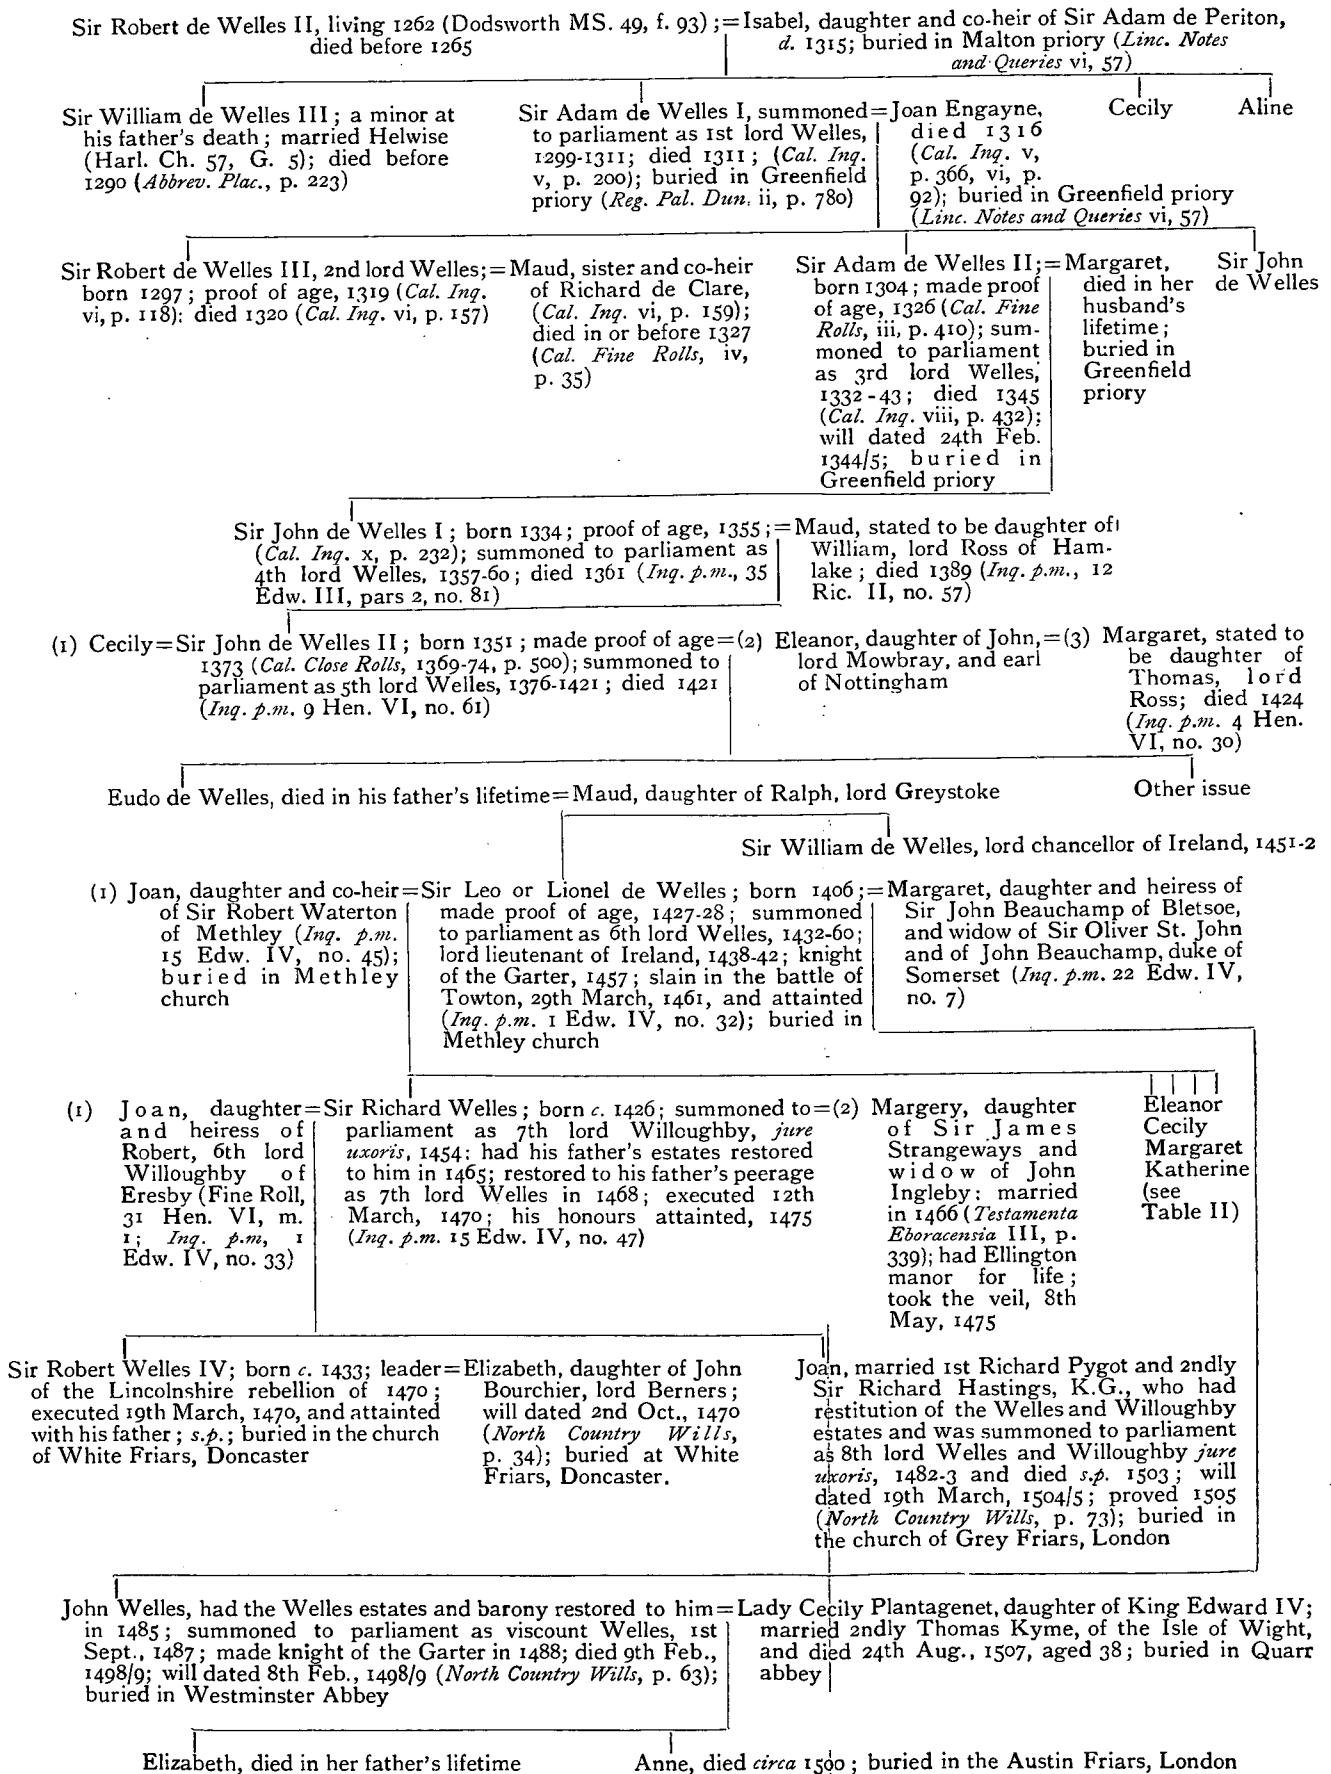 Sir Robert de Welles II, living 1262 (Dodsworth MS. 49, f. 93) ;=
died before 1265
Isabel, daughter and co-heir of Sir Adam de Periton,
d. 1315; buried in Malton priory (Linc. Notes
and Queries vi, 57)
Sir William de Welles III ; a minor at
his father's death ; married Helwise
(Harl. Ch. 57, G. 5); died before
1290 (Abbrev. Plac., p. 223)
Sir Adam de Welles I, summoned=
to parliament as 1st lord Welles,
1299-1311; died 1311 ; (Cal. Inq.
v, p. 200); buried in Greenfield
priory (Reg. Pal. Dun. ii, p. 780)
Joan Engayne,
died 1316
(Cal. Inq. v,
p. 366, vi, p.
92); buried in Greenfield priory
(Linc. Notes and Queries vi, 57)
Cecily
Aline
Sir Robert de Welles III, 2nd lord Welles;=
born 1297 ; proof of age, 1319 (Cal. Inq.
vi, p. 118): died 1320 (Cal. Inq. vi, p. 157)
Maud, sister and co-heir
of Richard de Clare,
(Cal. Inq. vi, p. 159);
died in or before 1327
(Cal. Fine Rolls, iv,
p. 35)
Sir Adam de Welles II;=
born 1304 ; made proof
of age, 1326 (Cal. Fine
Rolls, iii, p. 410); sum-
moned to parliament
as 3rd lord Welles,
1332-43; died 1345
(Cal. Inq. viii, p. 432);
will dated 24th Feb.
1344/5; buried in
Greenfield priory
Margaret,
died in her
husband's
lifetime ;
buried in
Greenfield
priory
Sir John
de Welles
Sir John de Welles I ; born 1334 ; proof of age, 1355 ;=
(Cal. Inq. x, p. 232); summoned to parliament as
4th lord Welles, 1357-60 ; died 1361 (Inq. p.m., 35
Edw. III, pars 2, no. 81)
Maud, stated to be daughter of
William, lord Ross of Ham-
lake ; died 1389 (Inq. p.m., 12
Ric. II, no. 57)
(1) Cecily=
Sir John de Welles II ; born 1351 ; made proof of age=
1373 (Cal. Close Rolls, 1369-74, p. 500); summoned to
parliament as 5th lord Welles, 1376-1421 ; died 1421
(Inq. p.m. 9 Hen. VI, no. 61)
(2) Eleanor, daughter of John,=
lord Mowbray, and earl
of Nottingham
(3) Margaret, stated to
be daughter of
Thomas, lord
Ross; died 1424
(Inq. p.m. 4 Hen.
VI, no. 30)
Eudo de Welles, died in his father's lifetime=Maud, daughter of Ralph, lord Greystoke
Other issue
Sir William de Welles, lord chancellor of Ireland, 1451-2
(1) Joan, daughter and co-heir=
of Sir Robert Waterton
of Methley (Inq. p.m.
15 Edw. IV, no. 45);
buried in Methley
church
Sir Leo or Lionel de Welles ; born 1406 ;=
made proof of age, 1427-28 ; summoned
to parliament as 6th lord Welles, 1432-60;
lord lieutenant of Ireland, 1438-42; knight
of the Garter, 1457 ; slain in the battle of
Towton, 29th March, 1461, and attainted
(Inq. p.m. 1 Edw. IV, no. 32); buried in
Methley church
Margaret, daughter and heiress of
Sir John Beauchamp of Bletsoe,
and widow of Sir Oliver St. John
and of John Beauchamp, duke of
Somerset (Inq. p.m. 22 Edw. IV,
no. 7)
(1) Joan, daughter=
and heiress of
Robert, 6th lord
Willoughby of
Eresby (Fine Roll,
31 Hen. VI, m.
1; Inq. p.m, 1
Edw. IV, no. 33)
Sir Richard Welles ; born c. 1426; summoned to=
parliament as 7th lord Willoughby, jure
uxoris, 1454: had his father's estates restored
to him in 1465; restored to his father's peerage
as 7th lord Welles in 1468 ; executed 12th
March, 1470; his honours attainted, 1475
(Inq. p.m. 15 Edw. IV, no. 47)
(2) Margery, daughter
of Sir James
Strangeways and
widow of John
Ingleby: married
in 1466 (Testamenta
Eboracensia III, p.
339); had Ellington
manor for life ;
took the veil, 8th
May, 1475
Eleanor
Cecily
Margaret
Katherine
(see
Table II)
Sir Robert Welles IV; born c. 1433; leader=
of the Lincolnshire rebellion of 1470 ;
executed 19th March, 1470, and attainted
with his father ; s.p.; buried in the church
of White Friars, Doncaster
Elizabeth, daughter of John
Bourchier, lord Berners ;
will dated 2nd Oct., 1470
(North Country Wills,
p. 34); buried at White
Friars, Doncaster.
Joan, married 1st Richard Pygot and 2ndly
Sir Richard Hastings, K.G., who had
restitution of the Welles and Willoughby
estates and was summoned to parliament
as 8th lord Welles and Willoughby jure
uxoris, 1482-3 and died s.p. 1503 ; will
dated 19th March, 1504/5 ; proved 1505
(North Country Wills, p. 73); buried in
the church of Grey Friars, London
John Welles, had the Welles estates and barony restored to him=
in 1485 ; summoned to parliament as viscount Welles, 1st
Sept., 1487; made knight of the Garter in 1488; died 9th Feb.,
1498/9; will dated 8th Feb., 1498/9 (North Country Wills, p. 63);
buried in Westminster Abbey
Lady Cecily Plantagenet, daughter of King Edward IV;
married 2ndly Thomas Kyme, of the Isle of Wight,
and died 24th Aug., 1507, aged 38 ; buried in Quarr
abbey
Elizabeth, died in her father's lifetime
Anne, died circa 1500 ; buried in the Austin Friars, London